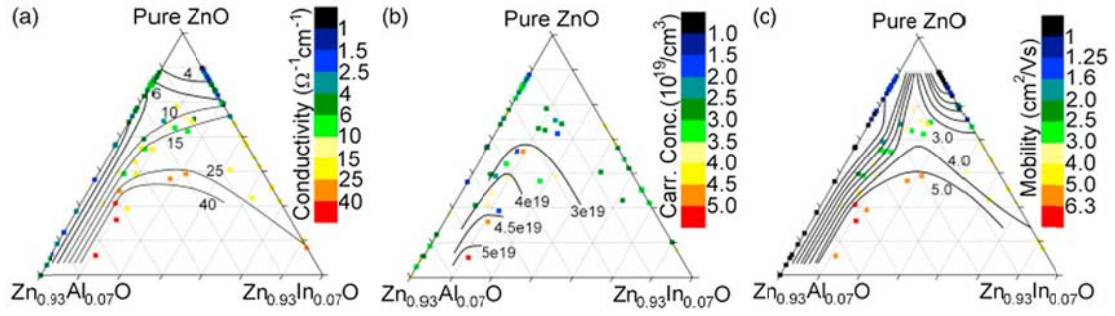 (a)
Pure ZnO
4
6
10
15
25
40
Zn0.93Al0.07O
Zn0.93In0.07O
Conductivity (Ω-1cm-1)
1
1.5
2.5
4
6
10
15
25
40
(b)
Pure ZnO
3e19
4e19
4.5e19
5e19
Zn0.93In0.07O
Carr. Conc.(10^19/cm3)
1.0
1.5
2.0
2.5
3.0
3.5
4.0
4.5
5.0
(c)
Pure ZnO
3.0
4.0
5.0
Zn0.93Al0.07O
Zn0.93In0.07O
Mobility (cm2/Vs)
1
1.25
1.6
2.0
2.5
3.0
4.0
5.0
6.3